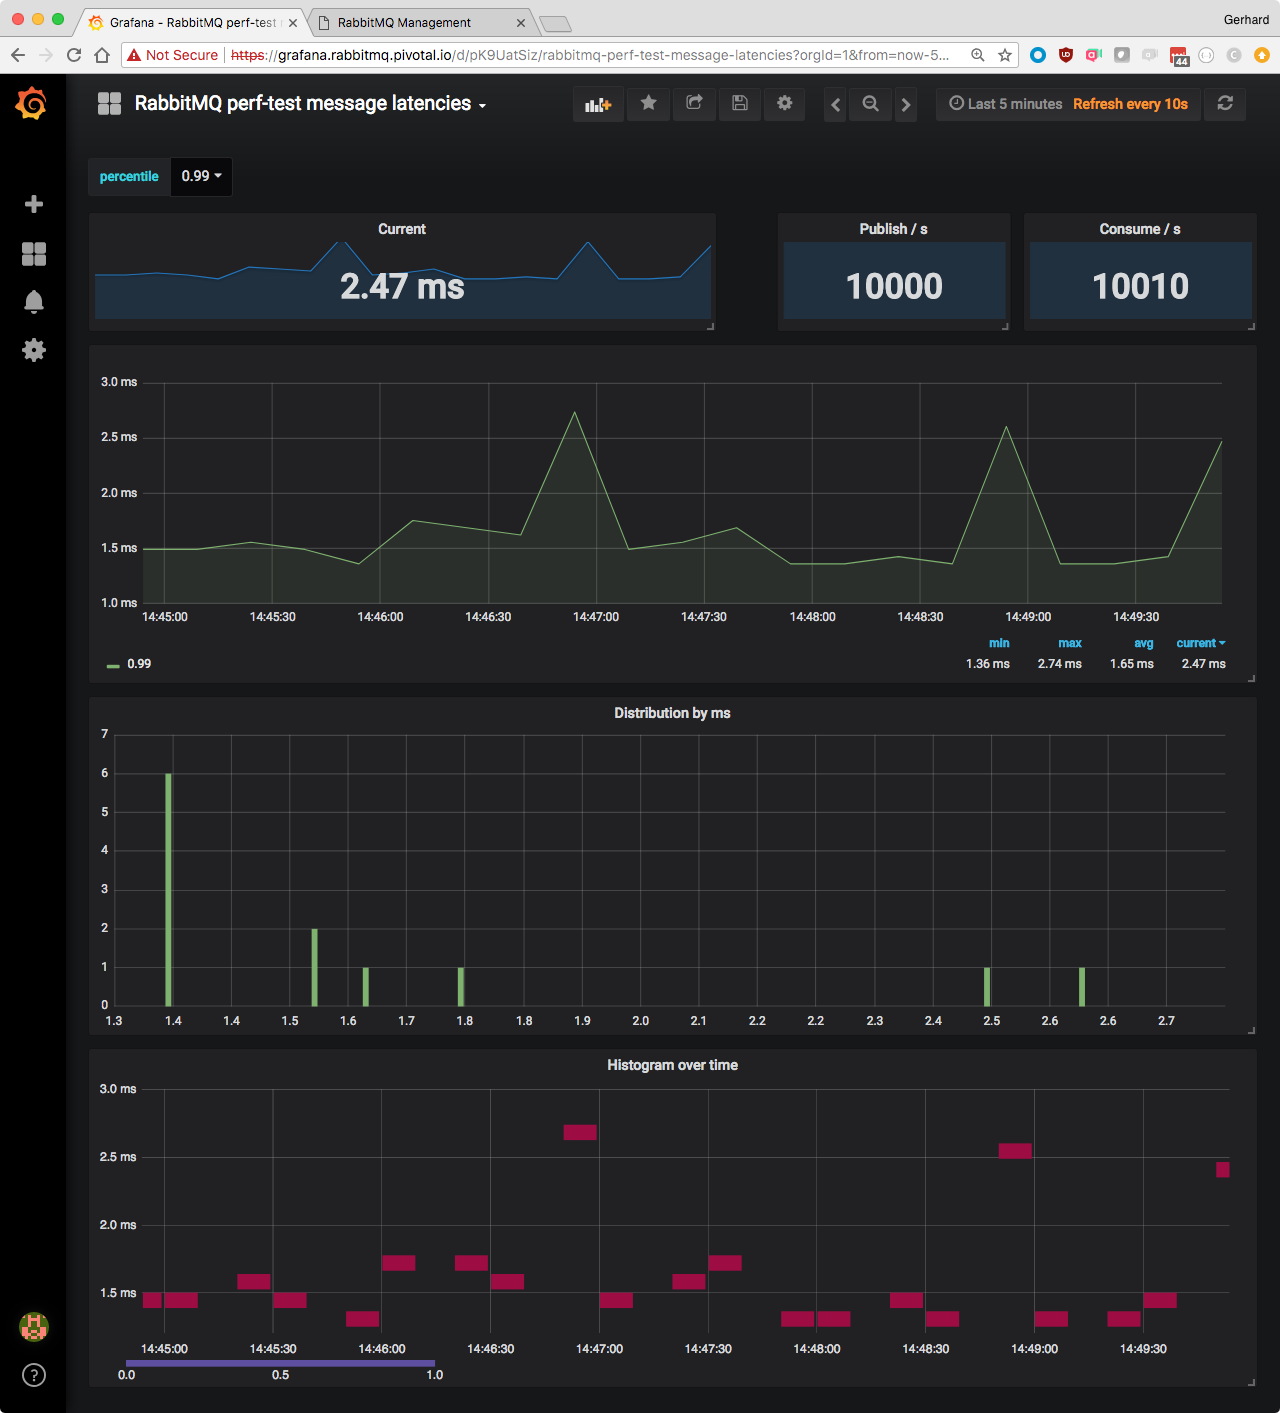 Grafana - RabbitMQ perf-test
RabbitMQ Management
Gerhard
Not Secure
https://grafana.rabbitmq.pivotal.io/d/pK9UatSiz/rabbitmq-perf-test-message-latencies?orgId=1&from=now-5...
44
RabbitMQ perf-test message latencies
Last 5 minutes Refresh every 10s
percentile 0.99
Current
2.47 ms
Publish / s
10000
Consume / s
10010
3.0 ms
2.5 ms
2.0 ms
1.5 ms
1.0 ms
14:45:00 14:45:30 14:46:00 14:46:30 14:47:00 14:47:30 14:48:00 14:48:30 14:49:00 14:49:30
min max avg current
0.99 1.36 ms 2.74 ms 1.65 ms 2.47 ms
Distribution by ms
7
6
5
4
3
2
1
0
1.3 1.4 1.4 1.5 1.6 1.7 1.8 1.8 1.9 2.0 2.1 2.2 2.2 2.3 2.4 2.5 2.6 2.6 2.7
Histogram over time
3.0 ms
2.5 ms
2.0 ms
1.5 ms
14:45:00 14:45:30 14:46:00 14:46:30 14:47:00 14:47:30 14:48:00 14:48:30 14:49:00 14:49:30
0.0 0.5 1.0